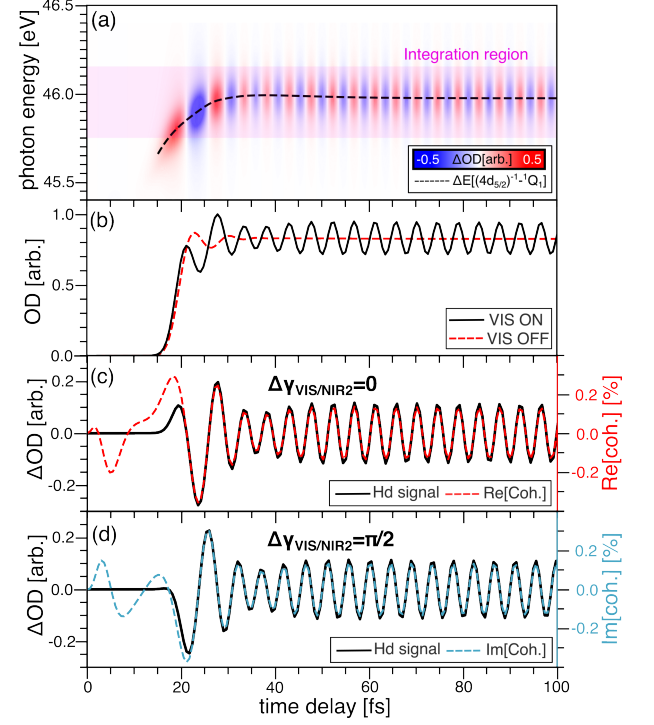 (a)
46.5
46.0
45.5
photon energy [eV]
Integration region
-0.5 ΔOD[arb.] 0.5
ΔE[(4d5/2)-1-1Q1]
(b)
1.0
0.5
0.0
OD [arb.]
VIS ON
VIS OFF
(c)
ΔγVIS/NIR2=0
0.2
0.0
-0.2
ΔOD [arb.]
0.2
0.0
-0.2
Re[coh.] [%]
Hd signal Re[Coh.]
(d)
ΔγVIS/NIR2=π/2
0.2
0.0
-0.2
ΔOD [arb.]
0.2
0.0
-0.2
Im[coh.] [%]
Hd signal Im[Coh.]
0 20 40 60 80 100
time delay [fs]